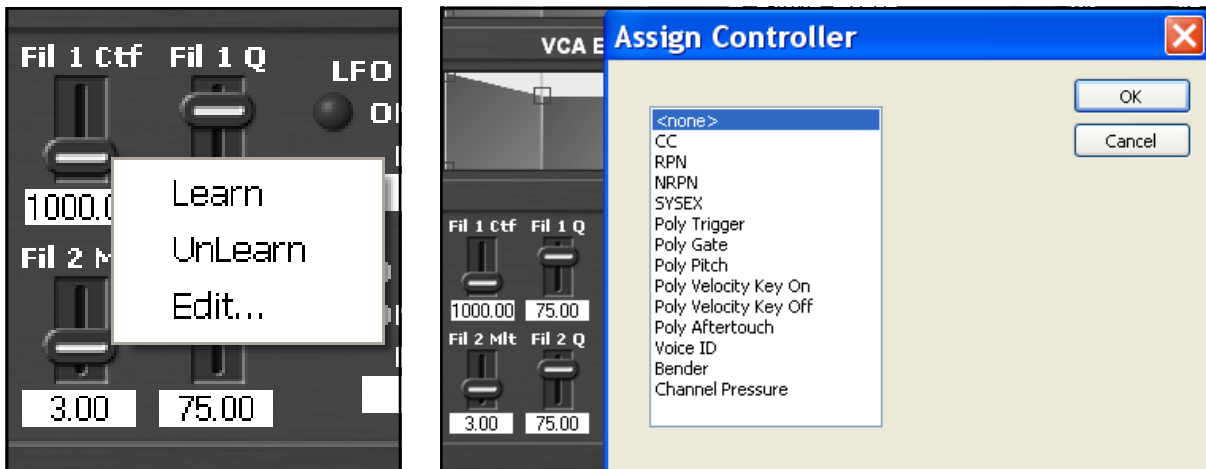 Fil 1 Ctf Fil 1 Q
LFO
1000.0
Fil 2 M
3.00 75.00
Learn
UnLearn
Edit...
VCA E
Fil 1 Ctf Fil 1 Q
1000.00 75.00
Fil 2 Mlt Fil 2 Q
3.00 75.00
Assign Controller
<none>
CC
RPN
NRPN
SYSEX
Poly Trigger
Poly Gate
Poly Pitch
Poly Velocity Key On
Poly Velocity Key Off
Poly Aftertouch
Voice ID
Bender
Channel Pressure
OK
Cancel